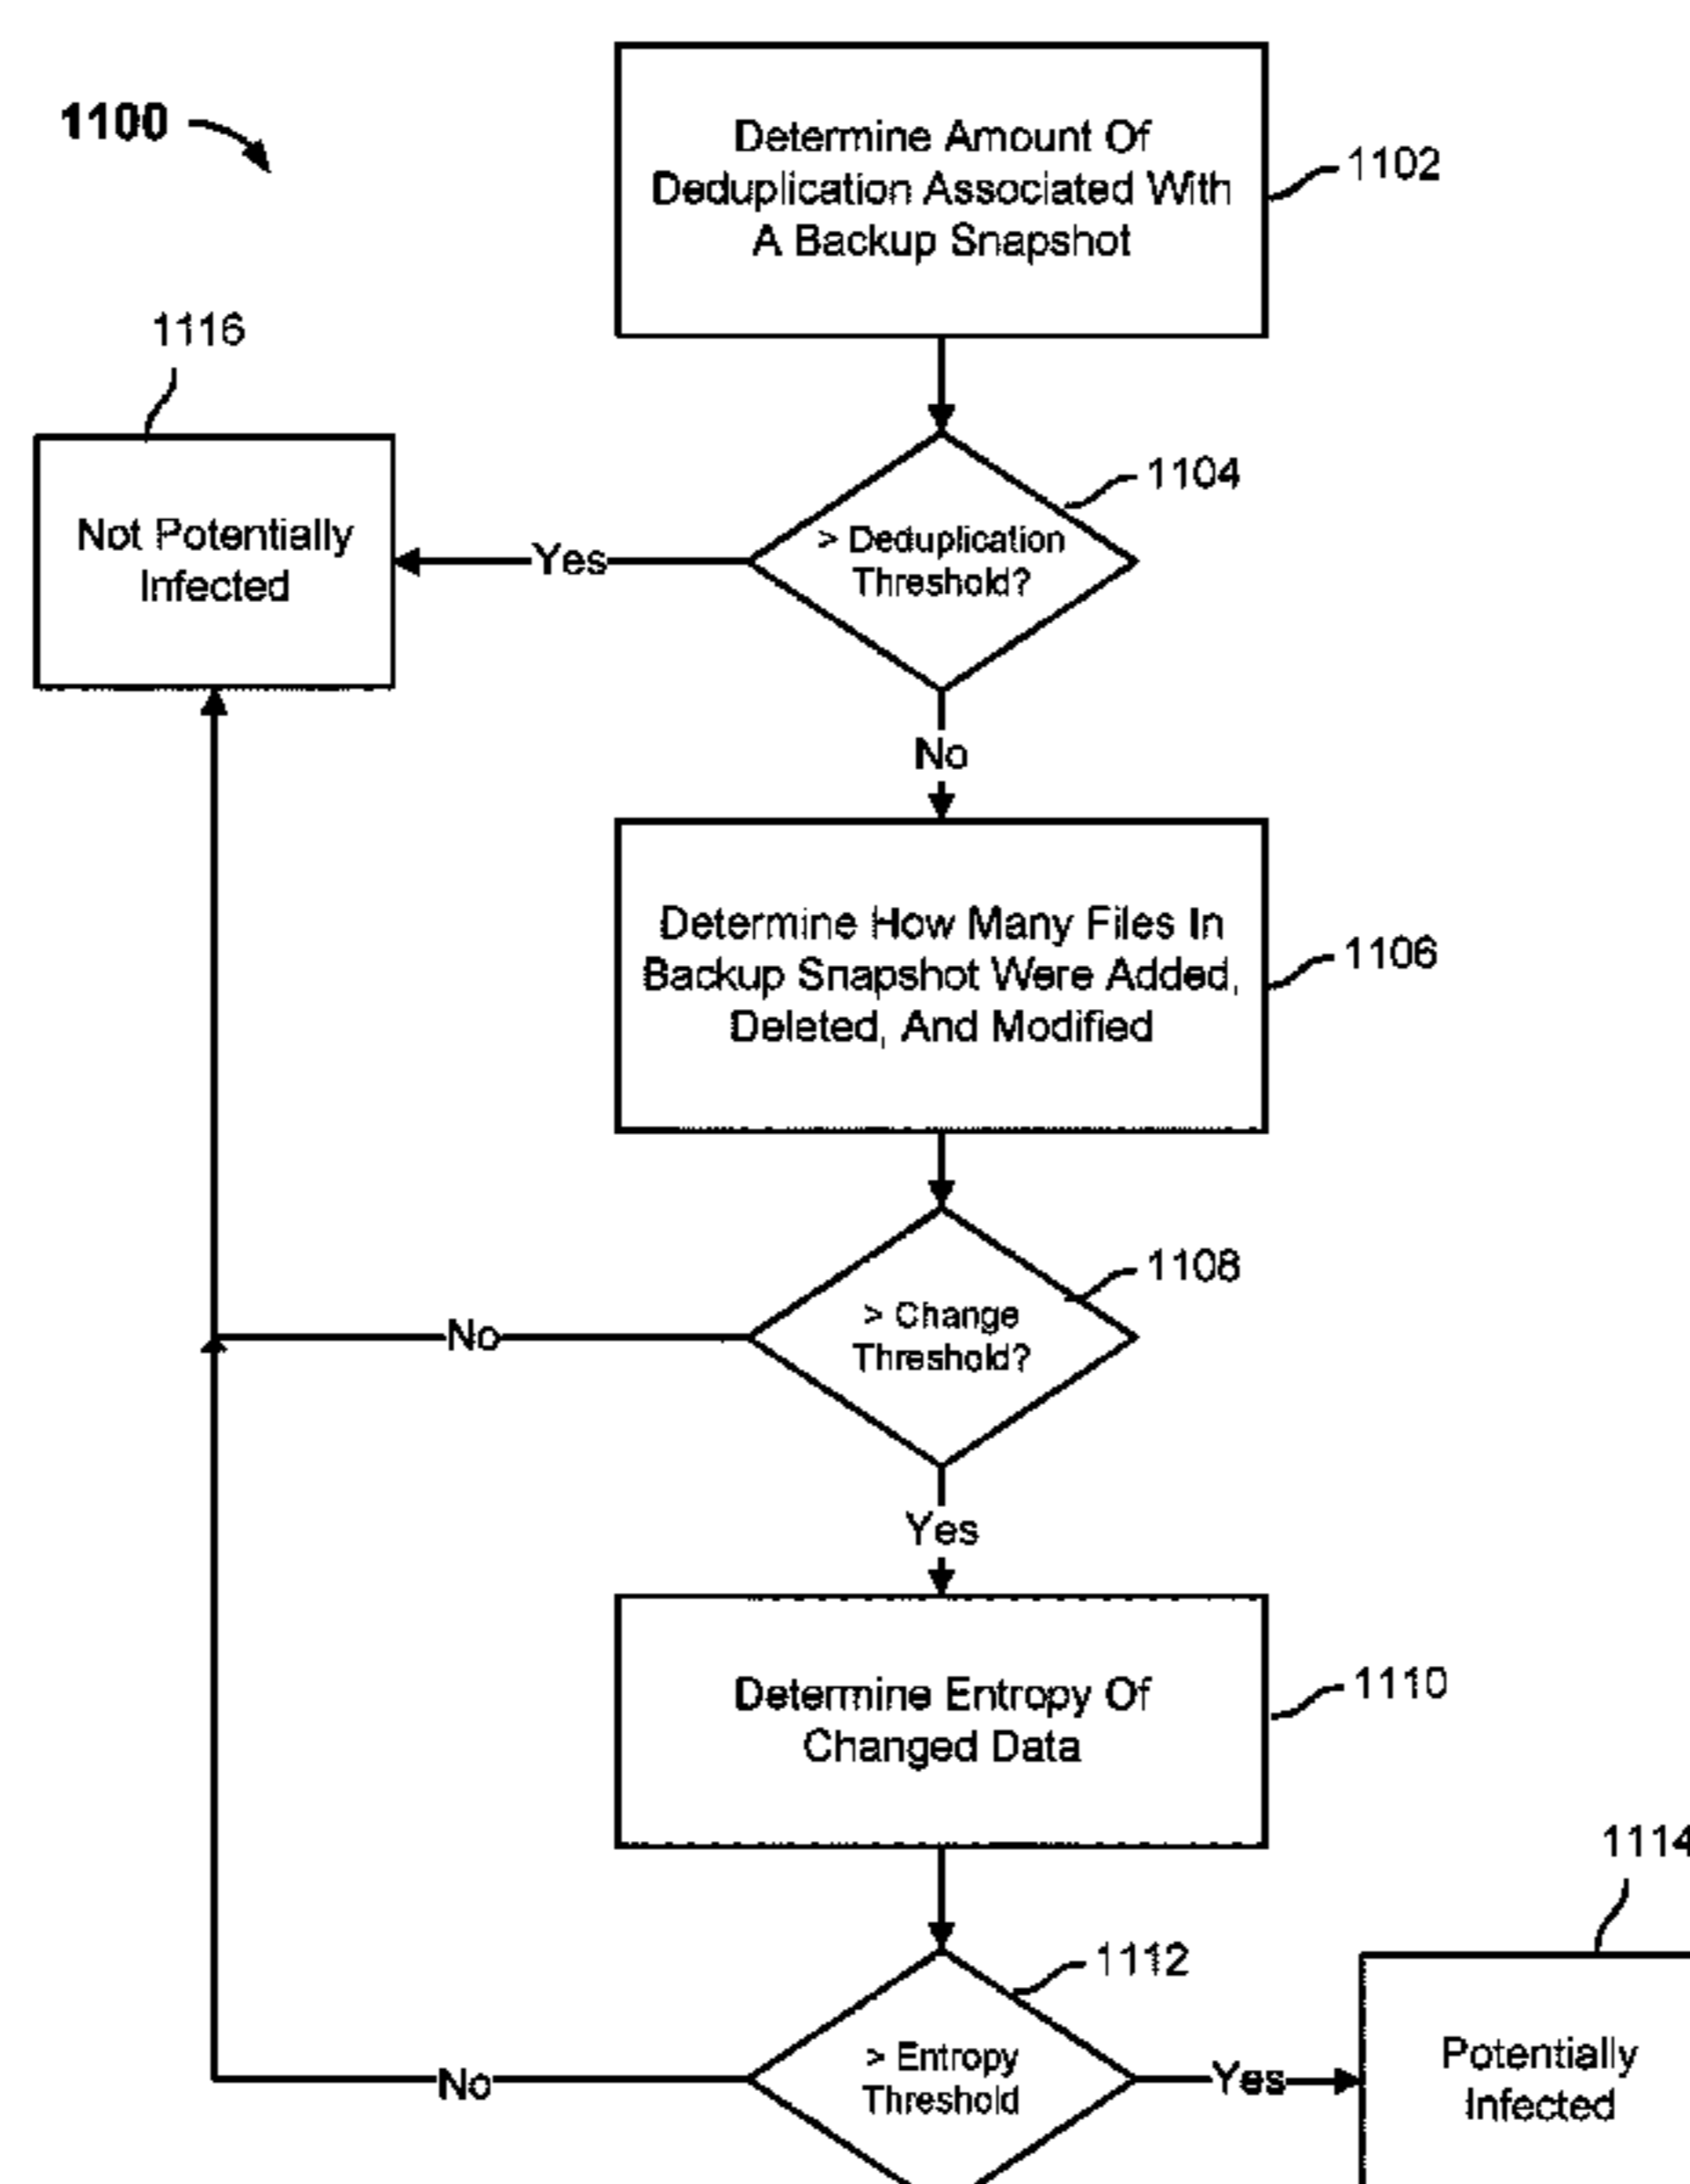 1100
Determine Amount Of
Deduplication Associated With
A Backup Snapshot
1102
1116
Not Potentially
Infected
Yes
> Deduplication
Threshold?
1104
No
Determine How Many Files In
Backup Snapshot Were Added,
Deleted, And Modified
1106
> Change
Threshold?
1108
No
Yes
Determine Entropy Of
Changed Data
1110
1114
1112
> Entropy
Threshold
No
Yes
Potentially
Infected